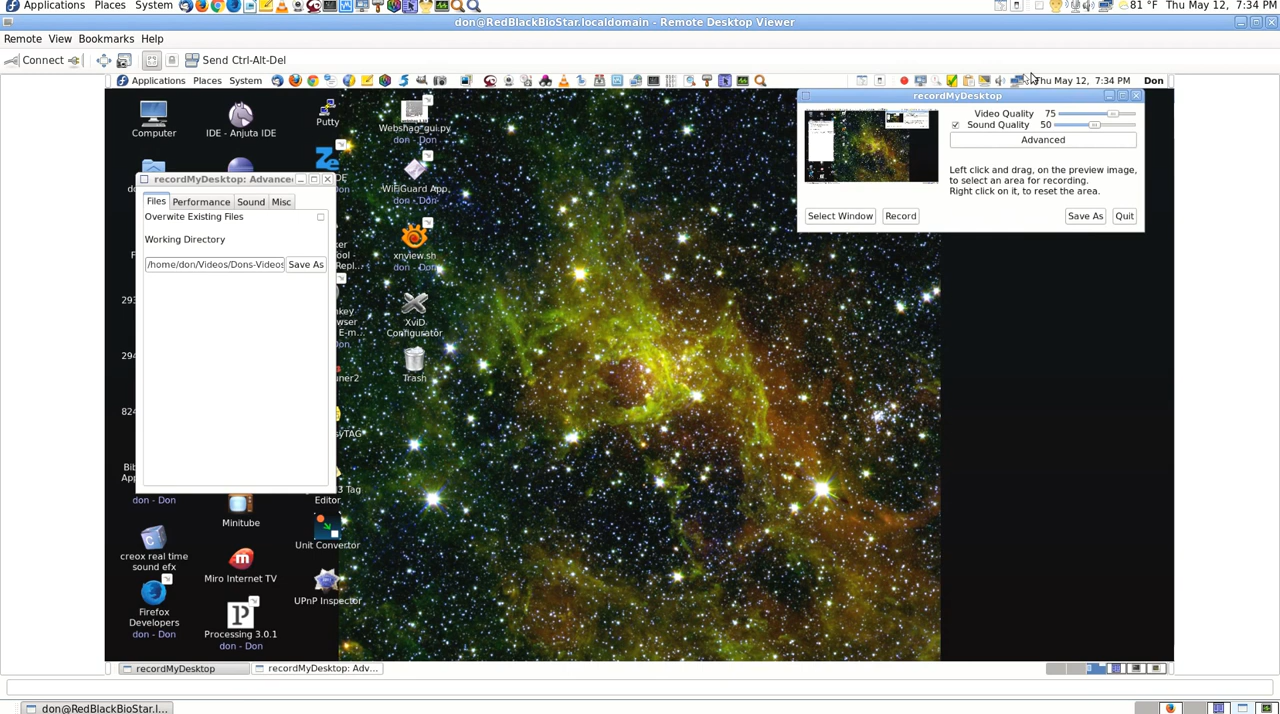 Applications Places System 81 °F Thu May 12, 7:34 PM
don@RedBlackBioStar.localdomain - Remote Desktop Viewer
Remote View Bookmarks Help
Connect Send Ctrl-Alt-Del
Applications Places System Thu May 12, 7:34 PM Don
recordMyDesktop
Video Quality 75
Sound Quality 50
Advanced
Left click and drag, on the preview image,
to select an area for recording.
Right click on it, to reset the area.
Select Window Record Save As Quit
Computer
IDE - Anjuta IDE
Putty
Webshag_gui.py
don - Don
recordMyDesktop: Advance
Files Performance Sound Misc
Overwite Existing Files
Working Directory
/home/don/Videos/Dons-Videos
Save As
WiFiGuard App.
don - Don
xnview.sh
don - Don
XviD
Configurator
Trash
293
294
824
don - Don
Editor
Minitube
Unit Convertor
creox real time
sound efx
Miro Internet TV
UPnP Inspector
Firefox
Developers
don - Don
Processing 3.0.1
don - Don
recordMyDesktop
recordMyDesktop: Adv...
don@RedBlackBioStar.l...